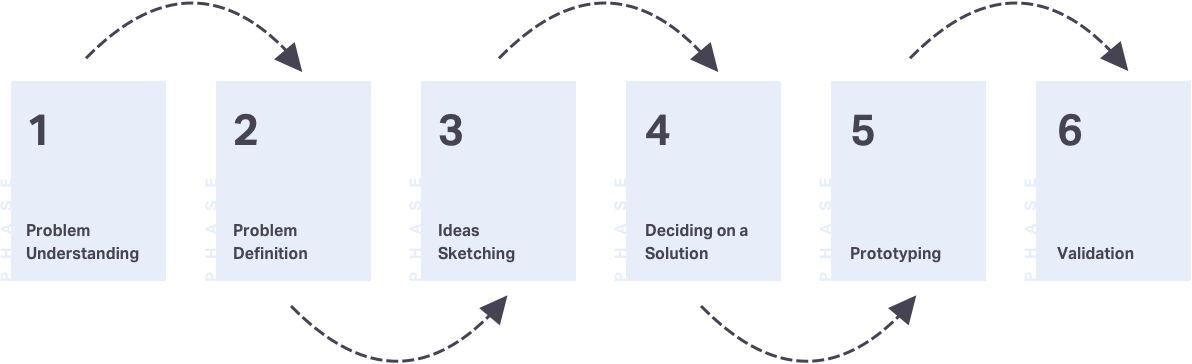 PHASE
1
Problem
Understanding
PHASE
2
Problem
Definition
PHASE
3
Ideas
Sketching
PHASE
4
Deciding on a
Solution
PHASE
5
Prototyping
PHASE
6
Validation